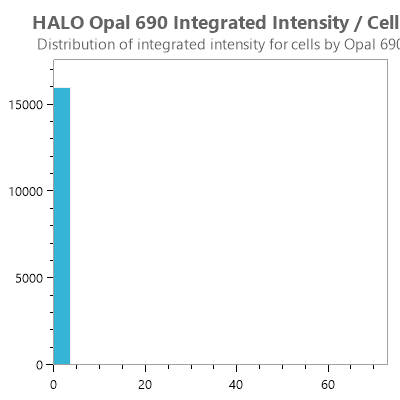 HALO Opal 690 Integrated Intensity / Cell
Distribution of integrated intensity for cells by Opal 690
15000
10000
5000
0
0 20 40 60